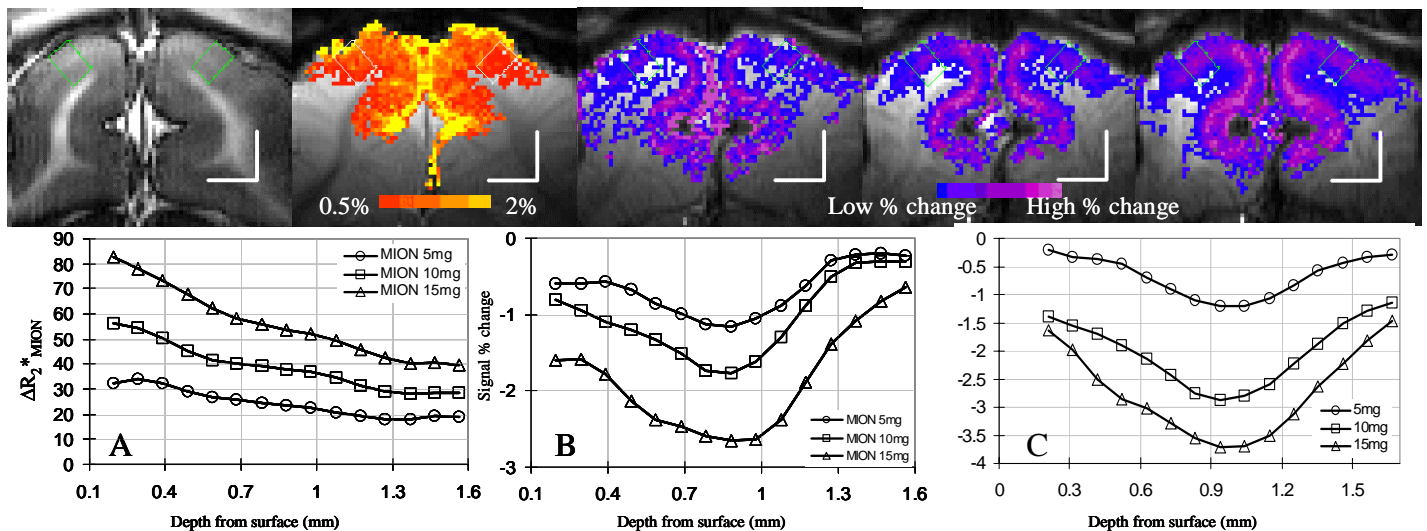 0.5%
2%
Low % change
High % change
90
80
70
60
50
40
30
20
10
0
ΔR2*MION
MION 5mg
MION 10mg
MION 15mg
A
0.1 0.4 0.7 1 1.3 1.6
Depth from surface (mm)
0
-1
-2
-3
Signal % change
MION 5mg
MION 10mg
MION 15mg
B
0.1 0.4 0.7 1 1.3 1.6
Depth from surface (mm)
0
-0.5
-1
-1.5
-2
-2.5
-3
-3.5
-4
5mg
10mg
15mg
C
0 0.3 0.6 0.9 1.2 1.5
Depth from surface (mm)